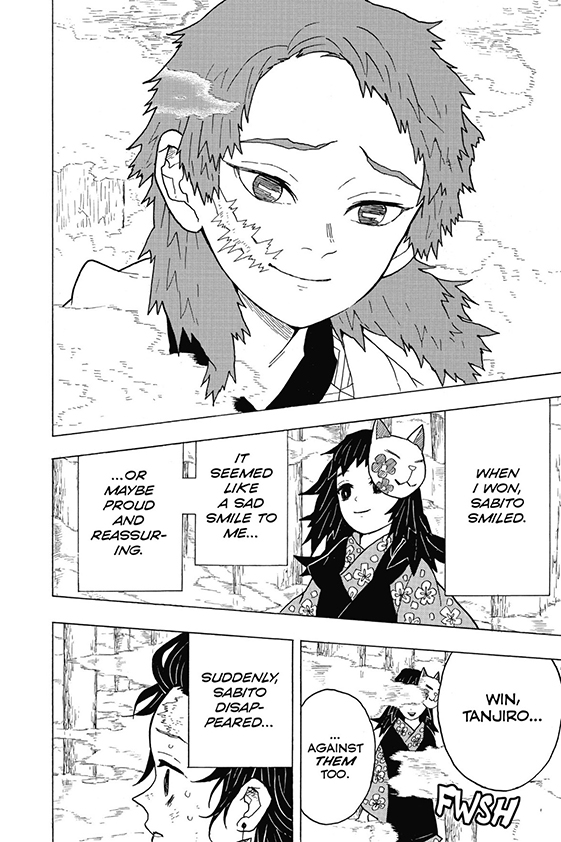 WHEN
I WON,
SABITO
SMILED.
IT
SEEMED
LIKE
A SAD
SMILE TO
ME...
...OR
MAYBE
PROUD
AND
REASSUR-
ING.
WIN,
TANJIRO...
...
AGAINST
THEM
TOO.
FWSH
SUDDENLY,
SABITO
DISAP-
PEARED...